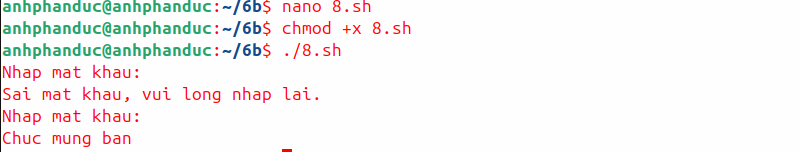 anhphanduc@anhphanduc:~/6b$ nano 8.sh
anhphanduc@anhphanduc:~/6b$ chmod +x 8.sh
anhphanduc@anhphanduc:~/6b$ ./8.sh
Nhap mat khau:
Sai mat khau, vui long nhap lai.
Nhap mat khau:
Chuc mung ban